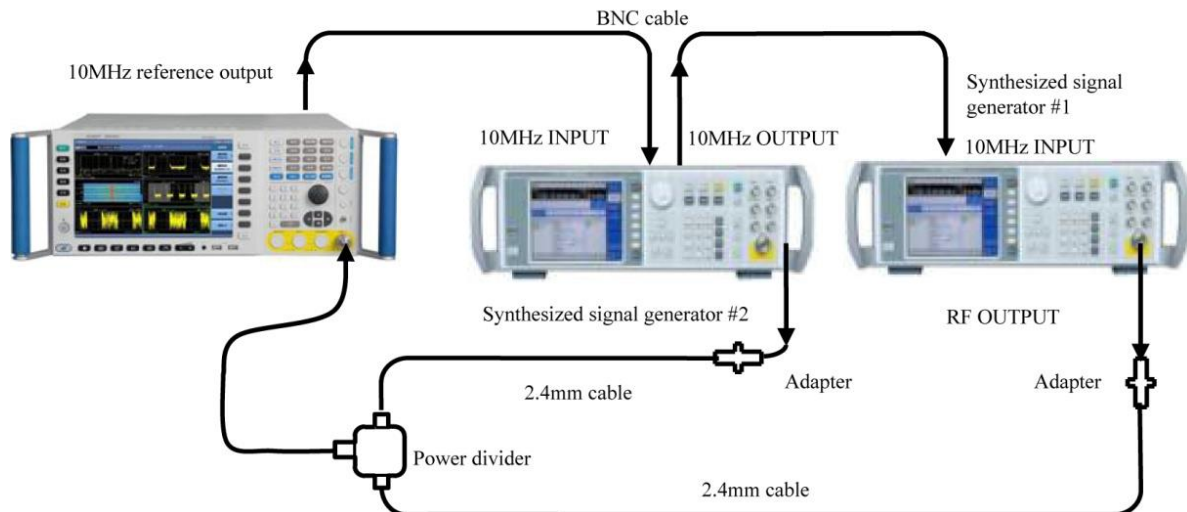 BNC cable
10MHz reference output
Synthesized signal
generator #1
10MHz INPUT
10MHz OUTPUT
10MHz INPUT
Synthesized signal generator #2
RF OUTPUT
Adapter
Adapter
2.4mm cable
Power divider
2.4mm cable